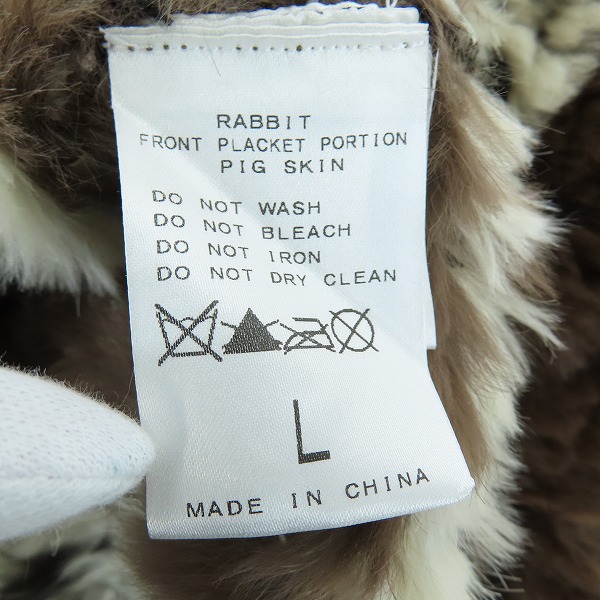 RABBIT
FRONT PLACKET PORTION
PIG SKIN
DO NOT WASH
DO NOT BLEACH
DO NOT IRON
DO NOT DRY CLEAN
L
MADE IN CHINA